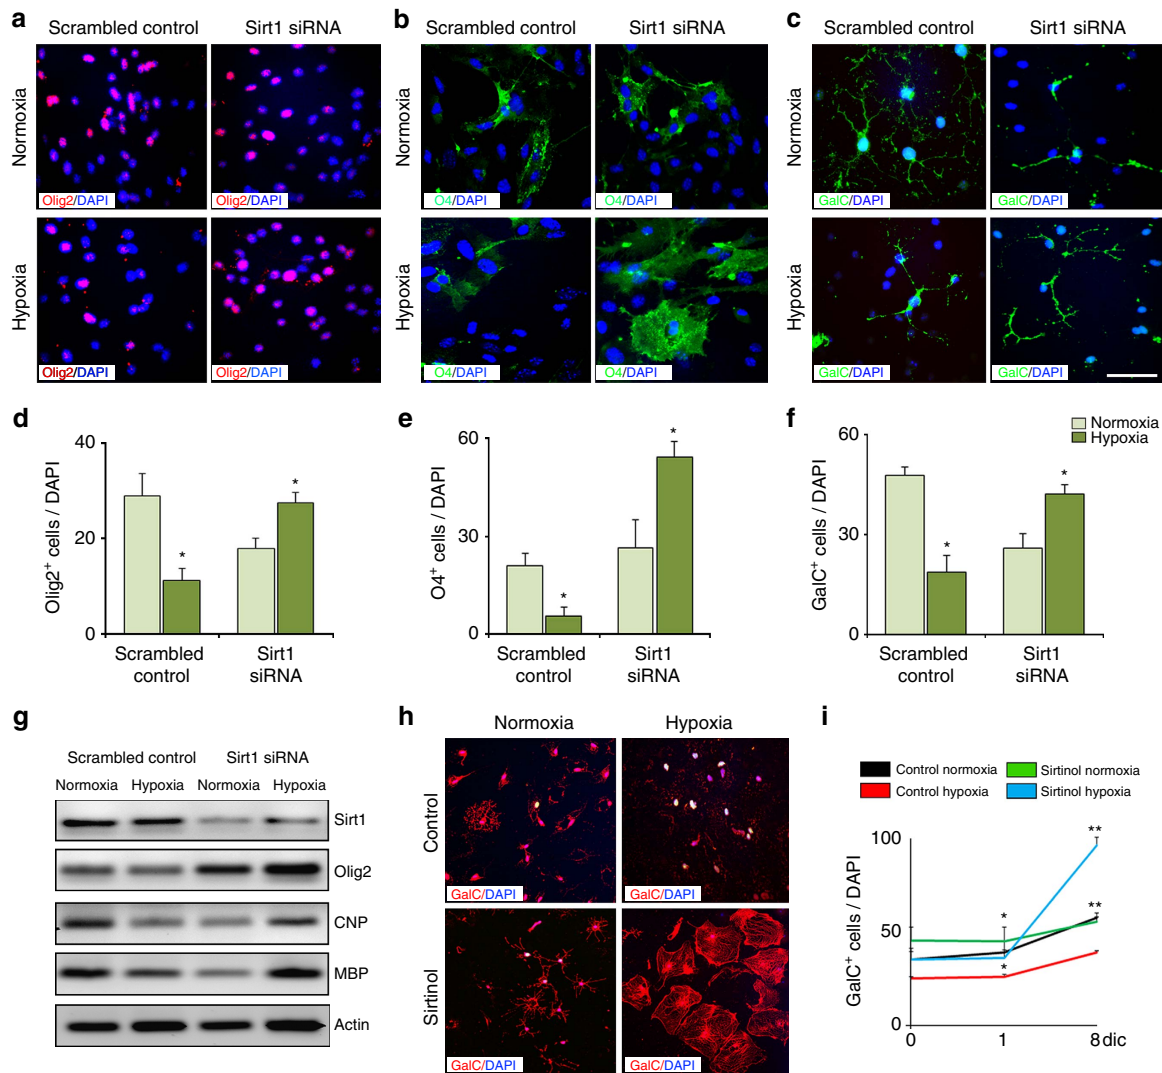 a
Scrambled control
Sirt1 siRNA
Normoxia
Olig2/DAPI
Olig2/DAPI
Hypoxia
Olig2/DAPI
Olig2/DAPI
b
Scrambled control
Sirt1 siRNA
Normoxia
O4/DAPI
O4/DAPI
Hypoxia
O4/DAPI
O4/DAPI
c
Scrambled control
Sirt1 siRNA
Normoxia
GalC/DAPI
GalC/DAPI
Hypoxia
GalC/DAPI
GalC/DAPI
d
Olig2+ cells / DAPI
40
20
0
*
*
Scrambled
control
Sirt1
siRNA
e
O4+ cells / DAPI
60
30
0
*
*
Scrambled
control
Sirt1
siRNA
f
Normoxia
Hypoxia
GalC+ cells / DAPI
60
30
0
*
*
Scrambled
control
Sirt1
siRNA
g
Scrambled control
Sirt1 siRNA
Normoxia Hypoxia Normoxia Hypoxia
Sirt1
Olig2
CNP
MBP
Actin
h
Normoxia
Hypoxia
Control
GalC/DAPI
GalC/DAPI
Sirtinol
GalC/DAPI
GalC/DAPI
i
Control normoxia
Sirtinol normoxia
Control hypoxia
Sirtinol hypoxia
GalC+ cells / DAPI
100
50
0
**
**
*
*
0 1 8 dic